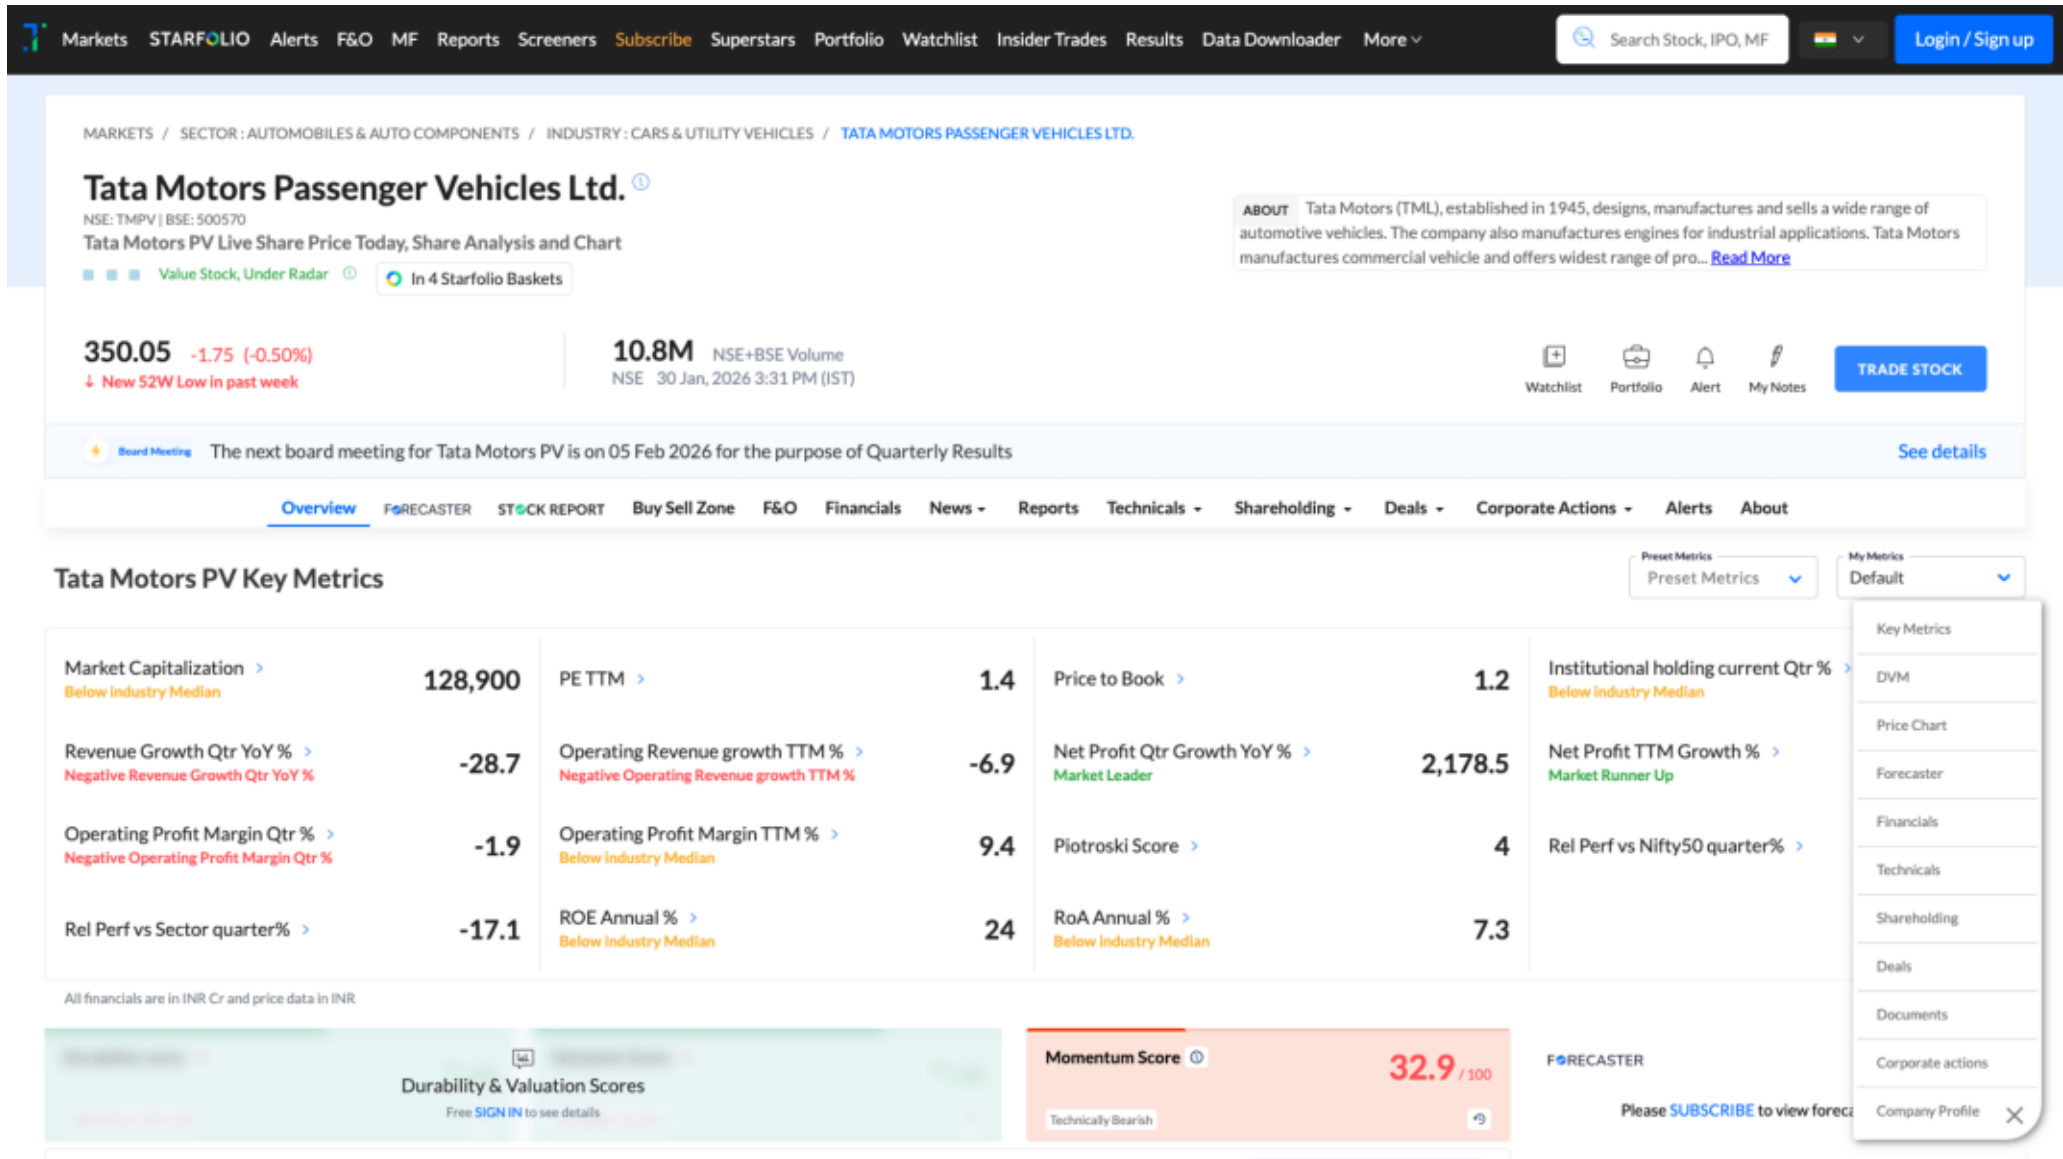 Markets STARFOLIO Alerts F&O MF Reports Screeners Subscribe Superstars Portfolio Watchlist Insider Trades Results Data Downloader More Search Stock, IPO, MF Login / Sign up
MARKETS / SECTOR : AUTOMOBILES & AUTO COMPONENTS / INDUSTRY : CARS & UTILITY VEHICLES / TATA MOTORS PASSENGER VEHICLES LTD.
Tata Motors Passenger Vehicles Ltd.
NSE: TMPV | BSE: 500570
Tata Motors PV Live Share Price Today, Share Analysis and Chart
Value Stock, Under Radar In 4 Starfolio Baskets
ABOUT Tata Motors (TML), established in 1945, designs, manufactures and sells a wide range of
automotive vehicles. The company also manufactures engines for industrial applications. Tata Motors
manufactures commercial vehicle and offers widest range of pro... Read More
350.05 -1.75 (-0.50%)
↓ New 52W Low in past week
10.8M NSE+BSE Volume
NSE 30 Jan, 2026 3:31 PM (IST)
Watchlist Portfolio Alert My Notes TRADE STOCK
Board Meeting The next board meeting for Tata Motors PV is on 05 Feb 2026 for the purpose of Quarterly Results See details
Overview FORECASTER STOCK REPORT Buy Sell Zone F&O Financials News Reports Technicals Shareholding Deals Corporate Actions Alerts About
Tata Motors PV Key Metrics
Preset Metrics
Preset Metrics
My Metrics
Default
Market Capitalization 128,900
Below industry Median
PE TTM 1.4
Price to Book 1.2
Institutional holding current Qtr %
Below industry Median
Revenue Growth Qtr YoY % -28.7
Negative Revenue Growth Qtr YoY %
Operating Revenue growth TTM % -6.9
Negative Operating Revenue growth TTM %
Net Profit Qtr Growth YoY % 2,178.5
Market Leader
Net Profit TTM Growth %
Market Runner Up
Operating Profit Margin Qtr % -1.9
Negative Operating Profit Margin Qtr %
Operating Profit Margin TTM % 9.4
Below industry Median
Piotroski Score 4
Rel Perf vs Nifty50 quarter%
Rel Perf vs Sector quarter% -17.1
ROE Annual % 24
Below industry Median
RoA Annual % 7.3
Below industry Median
Key Metrics
DVM
Price Chart
Forecaster
Financials
Technicals
Shareholding
Deals
Documents
Corporate actions
Company Profile
All financials are in INR Cr and price data in INR
Durability & Valuation Scores
Free SIGN IN to see details
Momentum Score 32.9 / 100
Technically Bearish
FORECASTER
Please SUBSCRIBE to view foreca